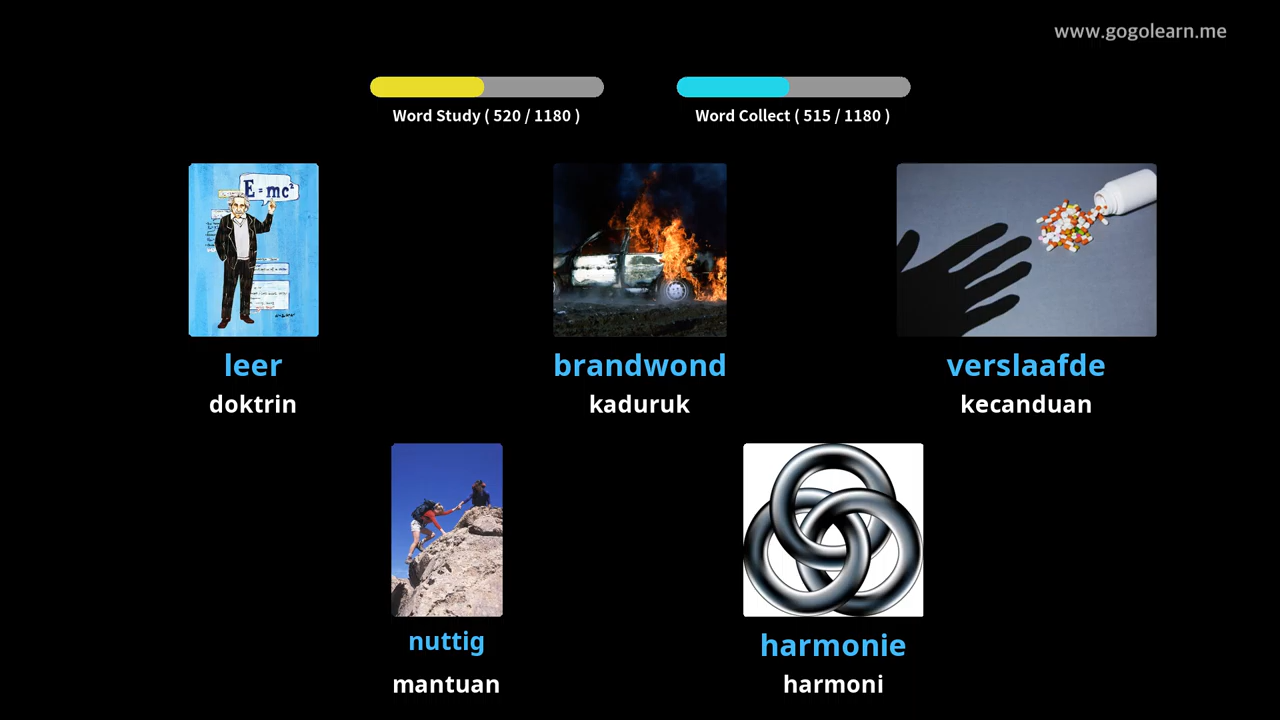 www.gogolearn.me
Word Study ( 520 / 1180 )
Word Collect ( 515 / 1180 )
E=mc²
leer
brandwond
verslaafde
doktrin
kaduruk
kecanduan
nuttig
harmonie
mantuan
harmoni